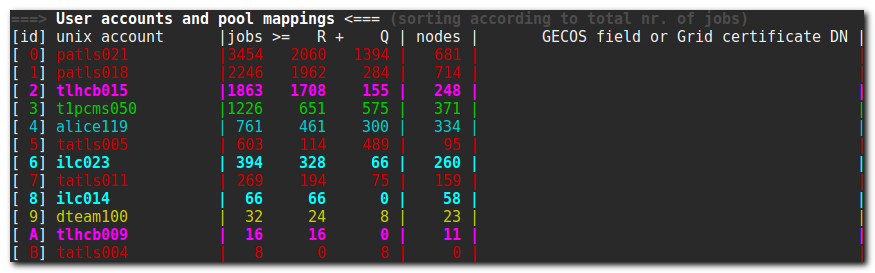 ===> User accounts and pool mappings <=== (sorting according to total nr. of jobs)
[id] unix account |jobs >= R + Q | nodes | GECOS field or Grid certificate DN |
[ 0] patls021 |3454 2060 1394 | 681 | |
[ 1] patls018 |2246 1962 284 | 714 | |
[ 2] tlhcb015 |1863 1708 155 | 248 | |
[ 3] t1pcms050 |1226 651 575 | 371 | |
[ 4] alice119 | 761 461 300 | 334 | |
[ 5] tatls005 | 603 114 489 | 95 | |
[ 6] ilc023 | 394 328 66 | 260 | |
[ 7] tatls011 | 269 194 75 | 159 | |
[ 8] ilc014 | 66 66 0 | 58 | |
[ 9] dteam100 | 32 24 8 | 23 | |
[ A] tlhcb009 | 16 16 0 | 11 | |
[ B] tatls004 | 8 0 8 | 0 | |